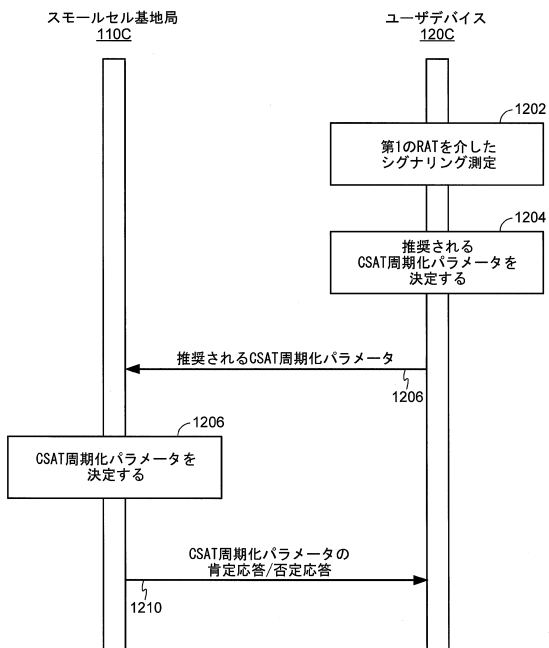 スモールセル基地局
110C
ユーザデバイス
120C
1202
第1のRATを介した
シグナリング測定
1204
推奨される
CSAT周期化パラメータを
決定する
推奨されるCSAT周期化パラメータ
1206
1206
CSAT周期化パラメータを
決定する
CSAT周期化パラメータの
肯定応答/否定応答
1210